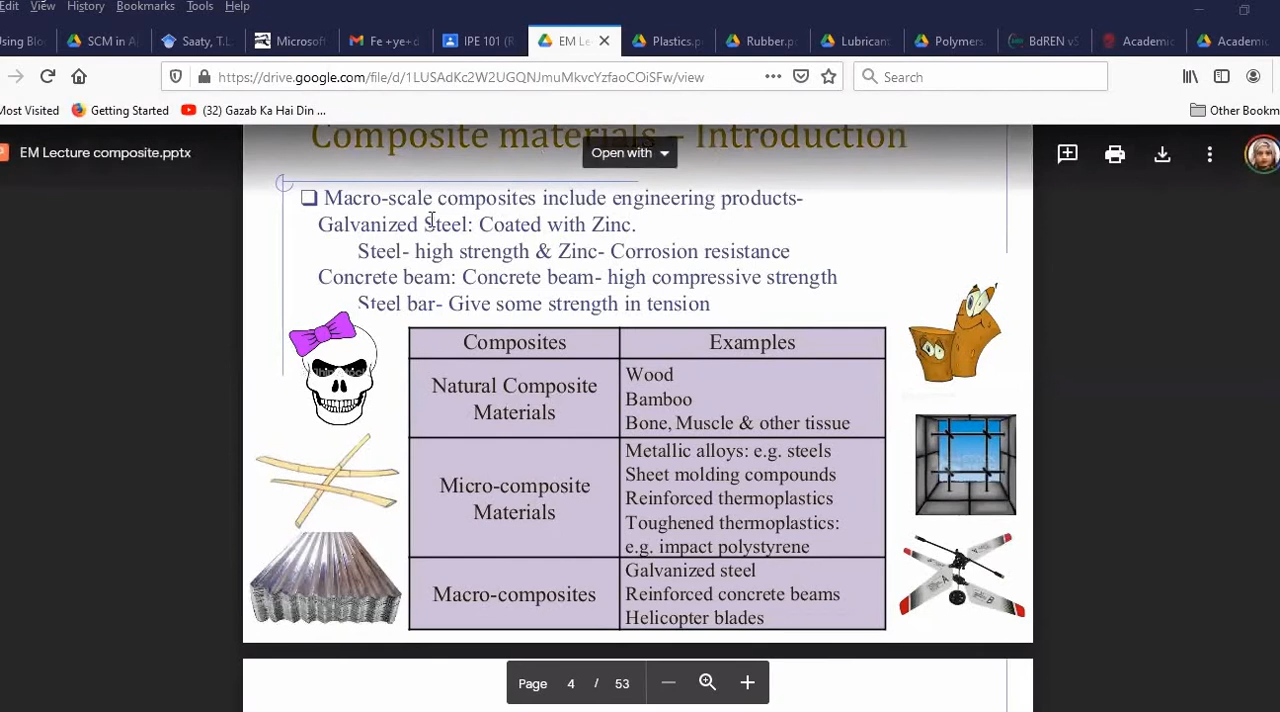 Edit View History Bookmarks Tools Help
Using Blo SCM in A Saaty, T.L. Microsoft Fe +ye+d IPE 101 (R EM Le Plastics.p Rubber.p Lubrican Polymers. BdREN vS Academic Academic
https://drive.google.com/file/d/1LUSAdKc2W2UGQNJmuMkvcYzfaoCOiSFw/view Search
Most Visited Getting Started (32) Gazab Ka Hai Din ... Other Bookm
EM Lecture composite.pptx
Open with
Composite materials – Introduction
Macro-scale composites include engineering products-
Galvanized Steel: Coated with Zinc.
Steel- high strength & Zinc- Corrosion resistance
Concrete beam: Concrete beam- high compressive strength
Steel bar- Give some strength in tension
Composites Examples
Natural Composite Materials
Wood
Bamboo
Bone, Muscle & other tissue
Micro-composite Materials
Metallic alloys: e.g. steels
Sheet molding compounds
Reinforced thermoplastics
Toughened thermoplastics:
e.g. impact polystyrene
Macro-composites
Galvanized steel
Reinforced concrete beams
Helicopter blades
A
B
Page 4 / 53